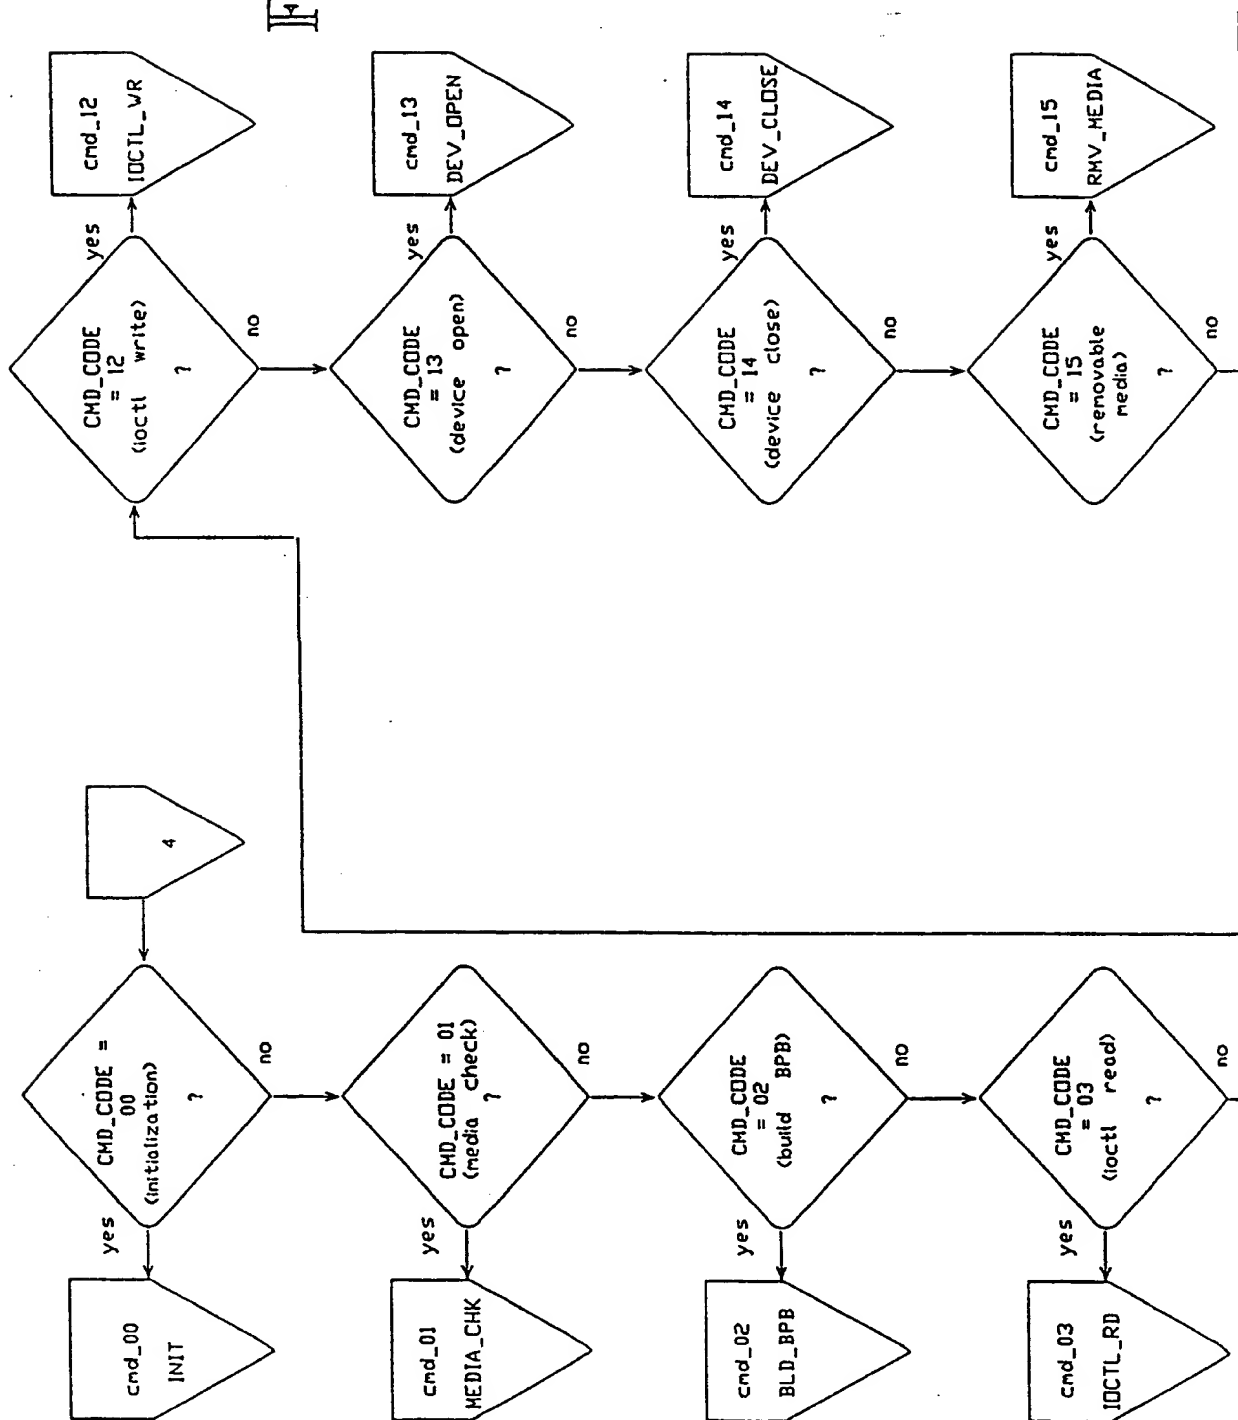 F
4
CMD_CODE =
00
(initialization)
?
yes
no
cmd_00
INIT
CMD_CODE = 01
(media check)
?
yes
no
cmd_01
MEDIA_CHK
CMD_CODE
= 02
(build BPB)
?
yes
no
cmd_02
BLD_BPB
CMD_CODE
= 03
(ioctl read)
?
yes
no
cmd_03
IOCTL_RD
CMD_CODE
= 12
(ioctl write)
?
yes
no
cmd_12
IOCTL_WR
CMD_CODE
= 13
(device open)
?
yes
no
cmd_13
DEV_OPEN
CMD_CODE
= 14
(device close)
?
yes
no
cmd_14
DEV_CLOSE
CMD_CODE
= 15
(removable
media)
?
yes
no
cmd_15
RMV_MEDIA